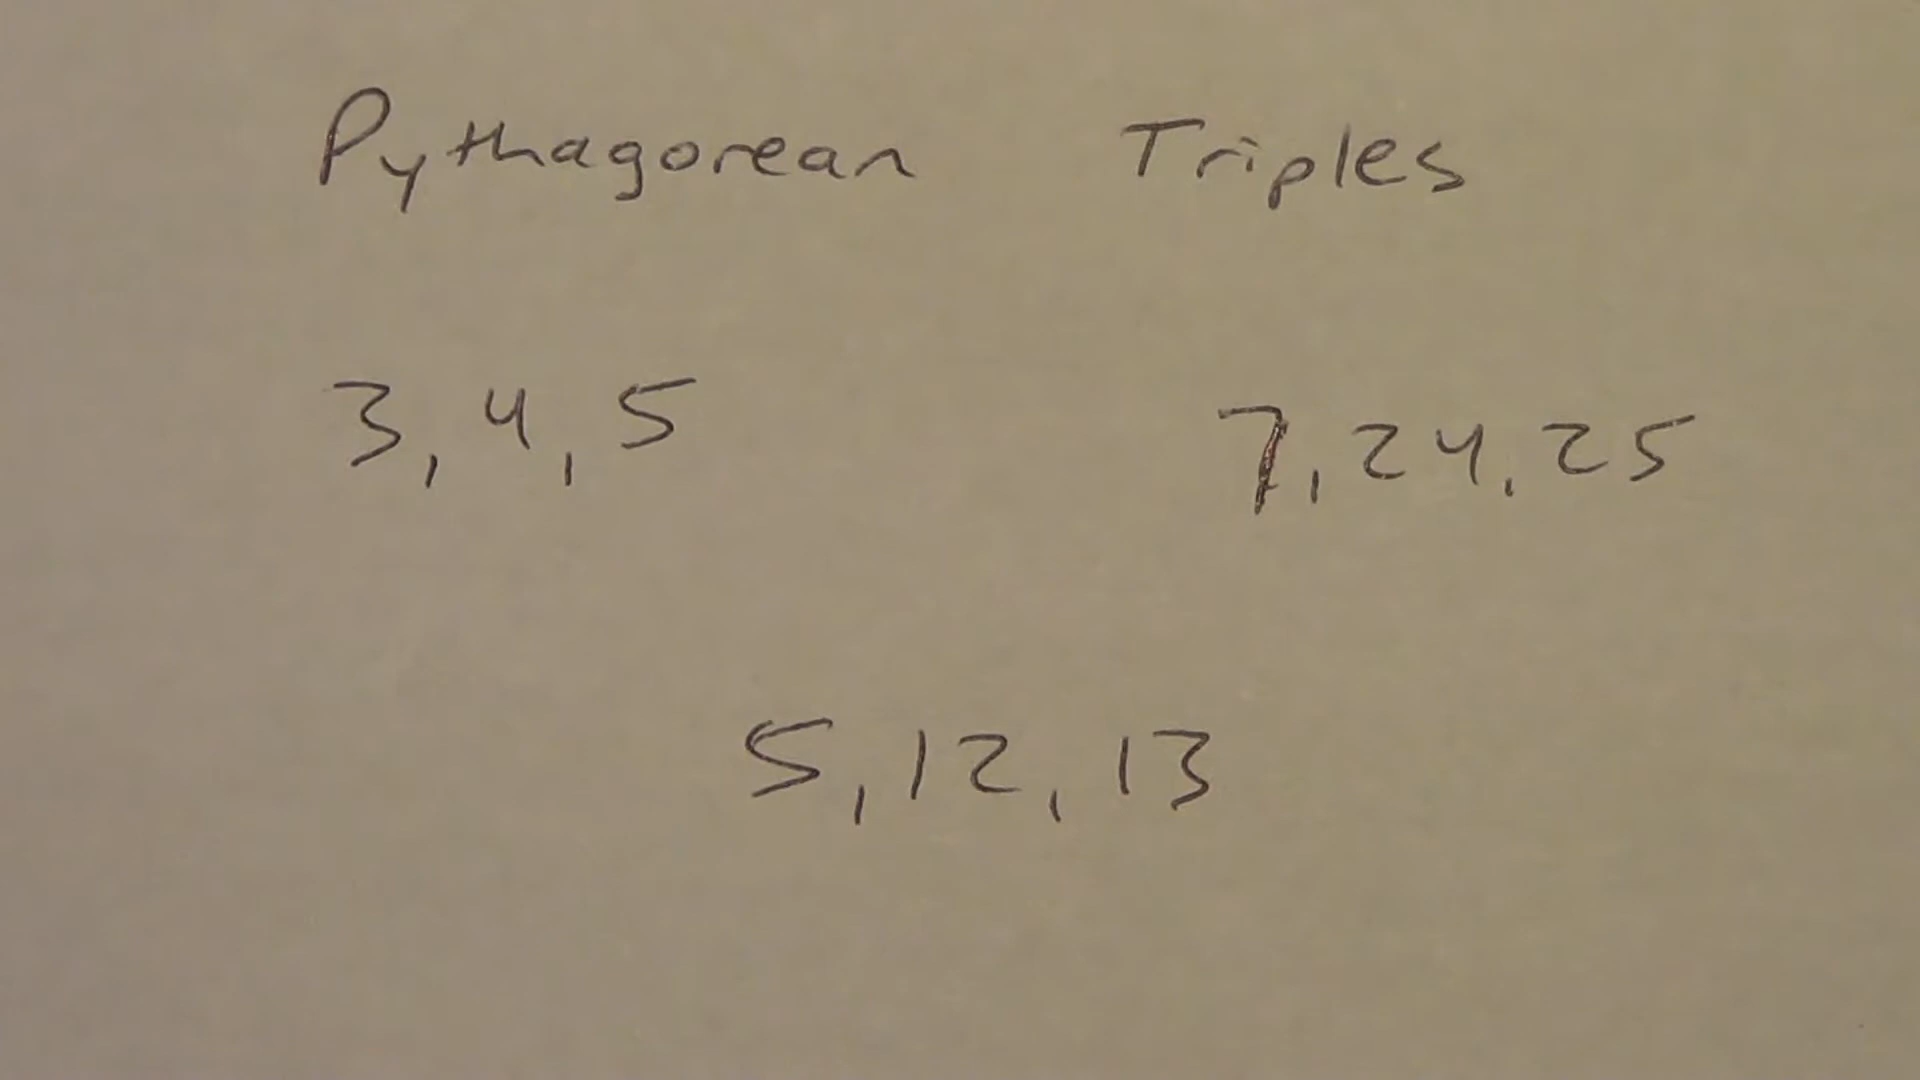 Pythagorean Triples
3, 4, 5
7, 24, 25
5, 12, 13